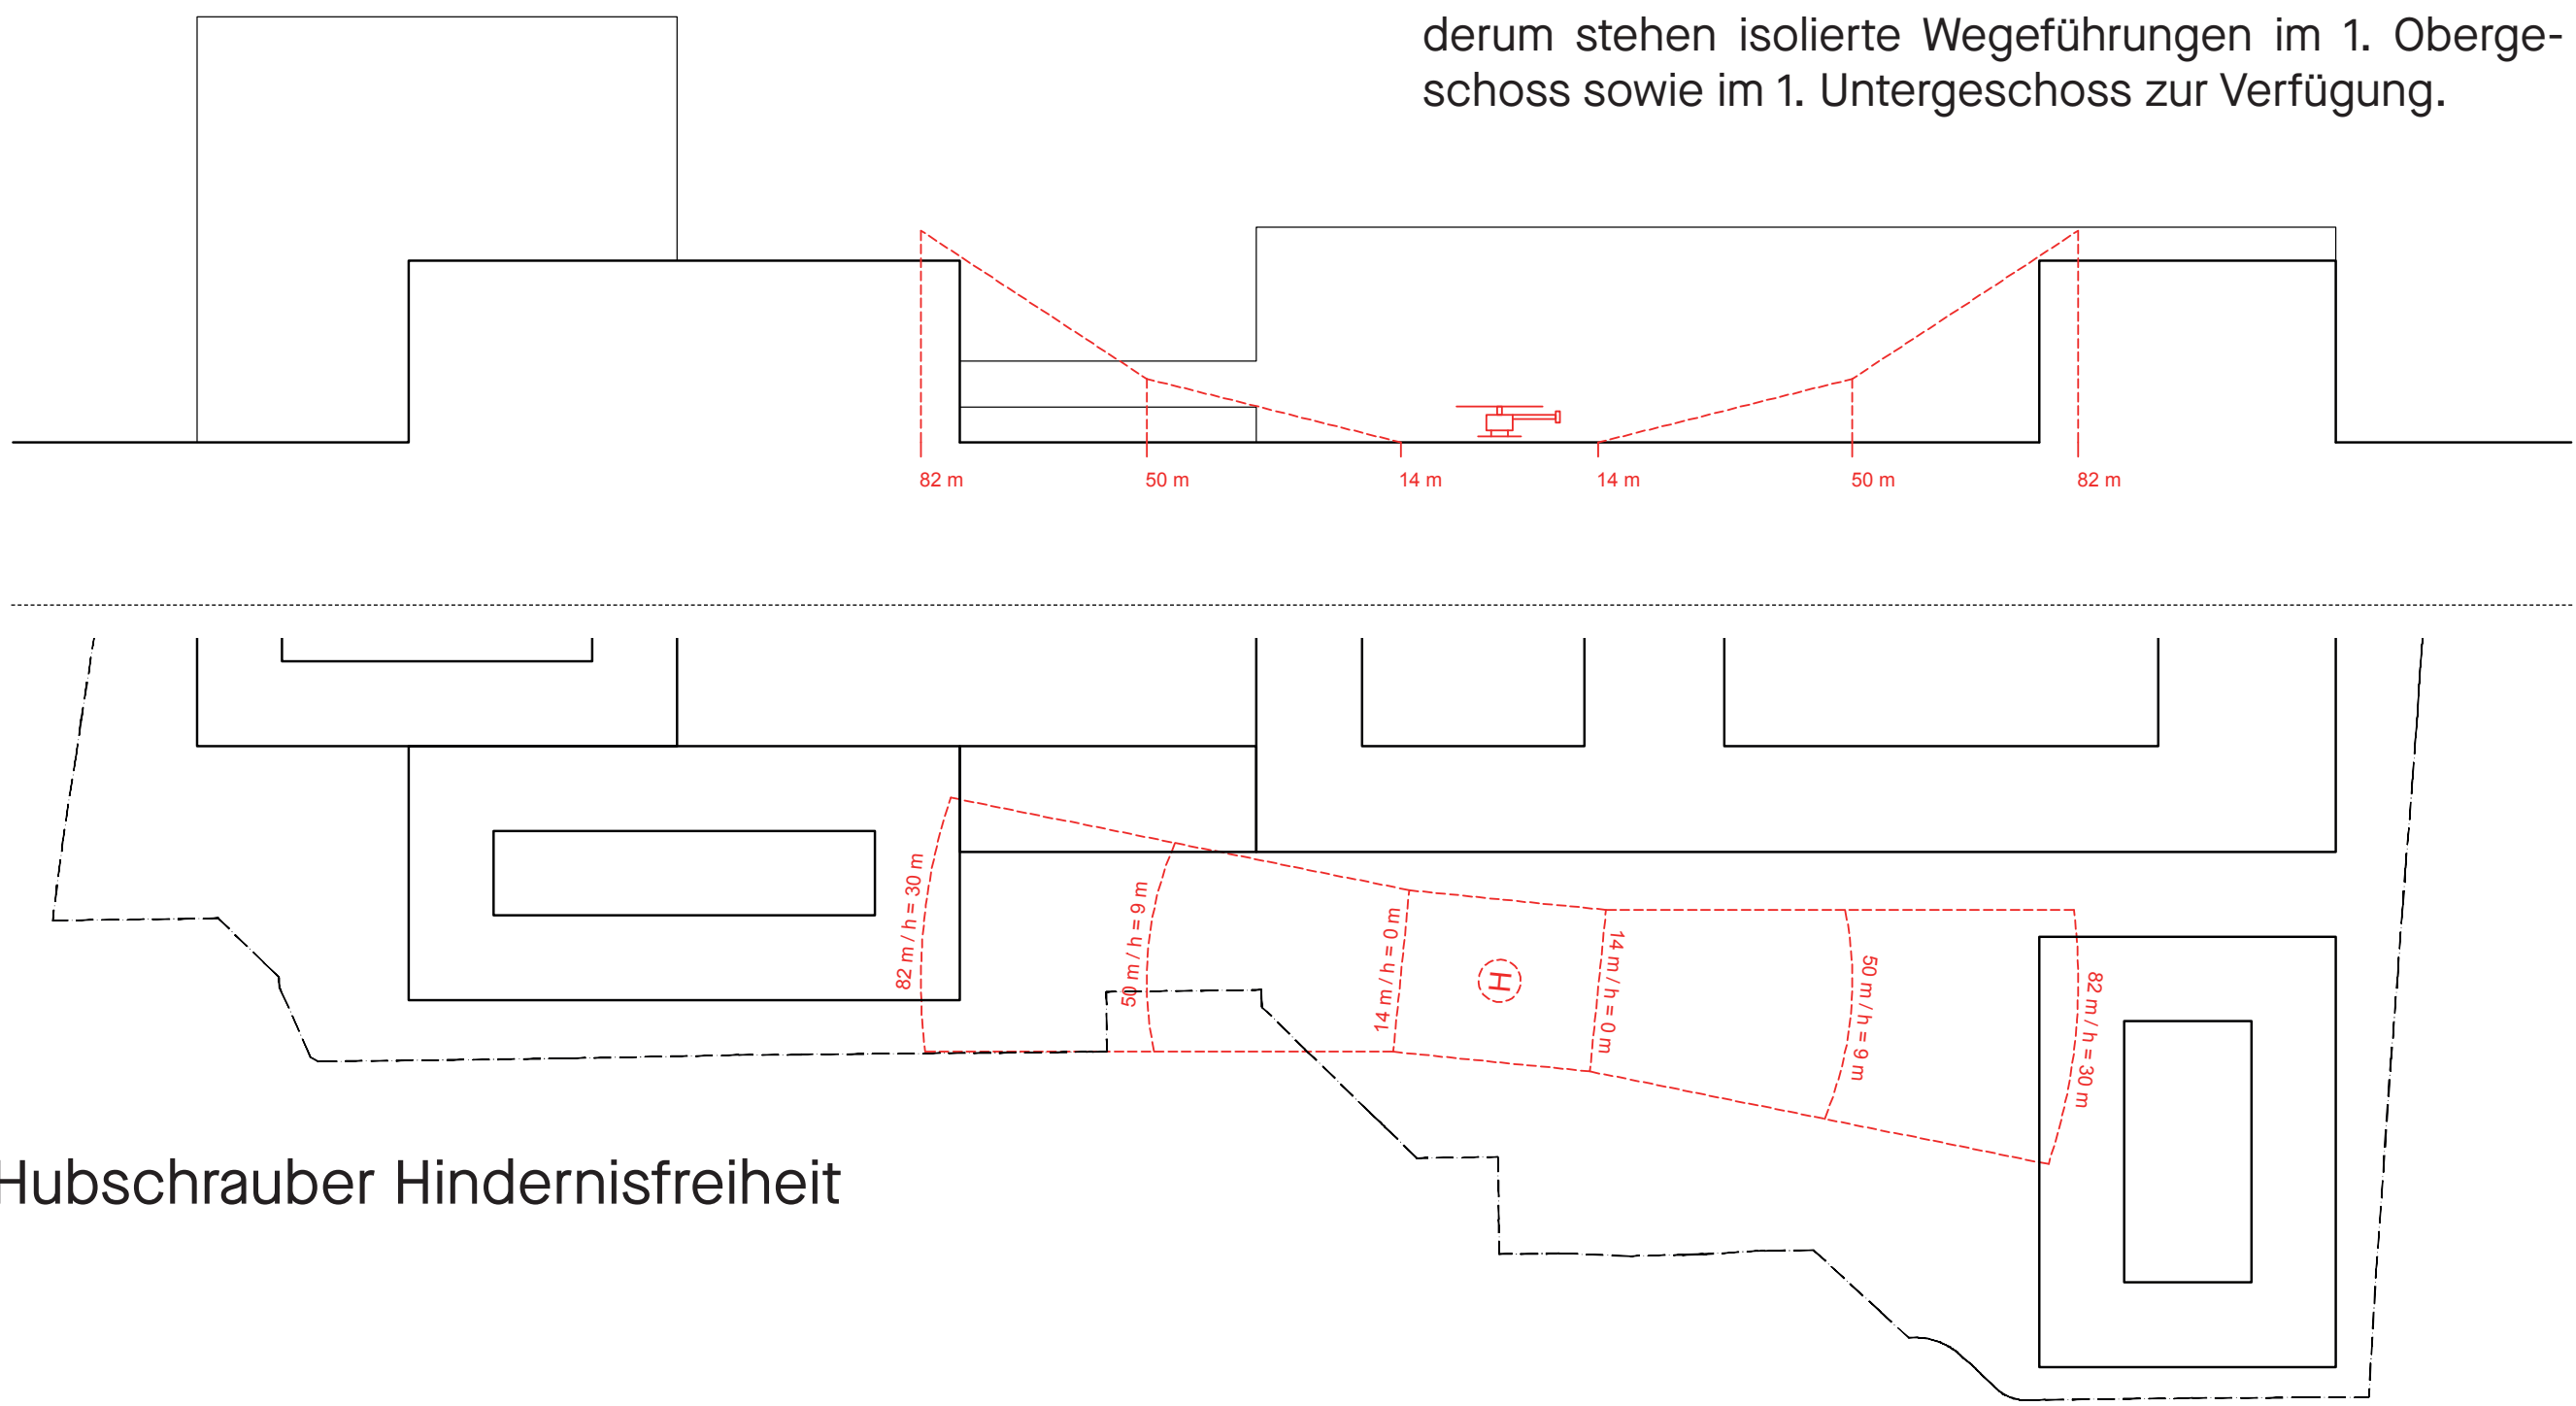 derum stehen isolierte Wegeführungen im 1. Oberge-
schoss sowie im 1. Untergeschoss zur Verfügung.
82 m
50 m
14 m
14 m
50 m
82 m
82 m / h = 30 m
50 m / h = 9 m
14 m / h = 0 m
H
14 m / h = 0 m
50 m / h = 9 m
82 m / h = 30 m
Hubschrauber Hindernisfreiheit